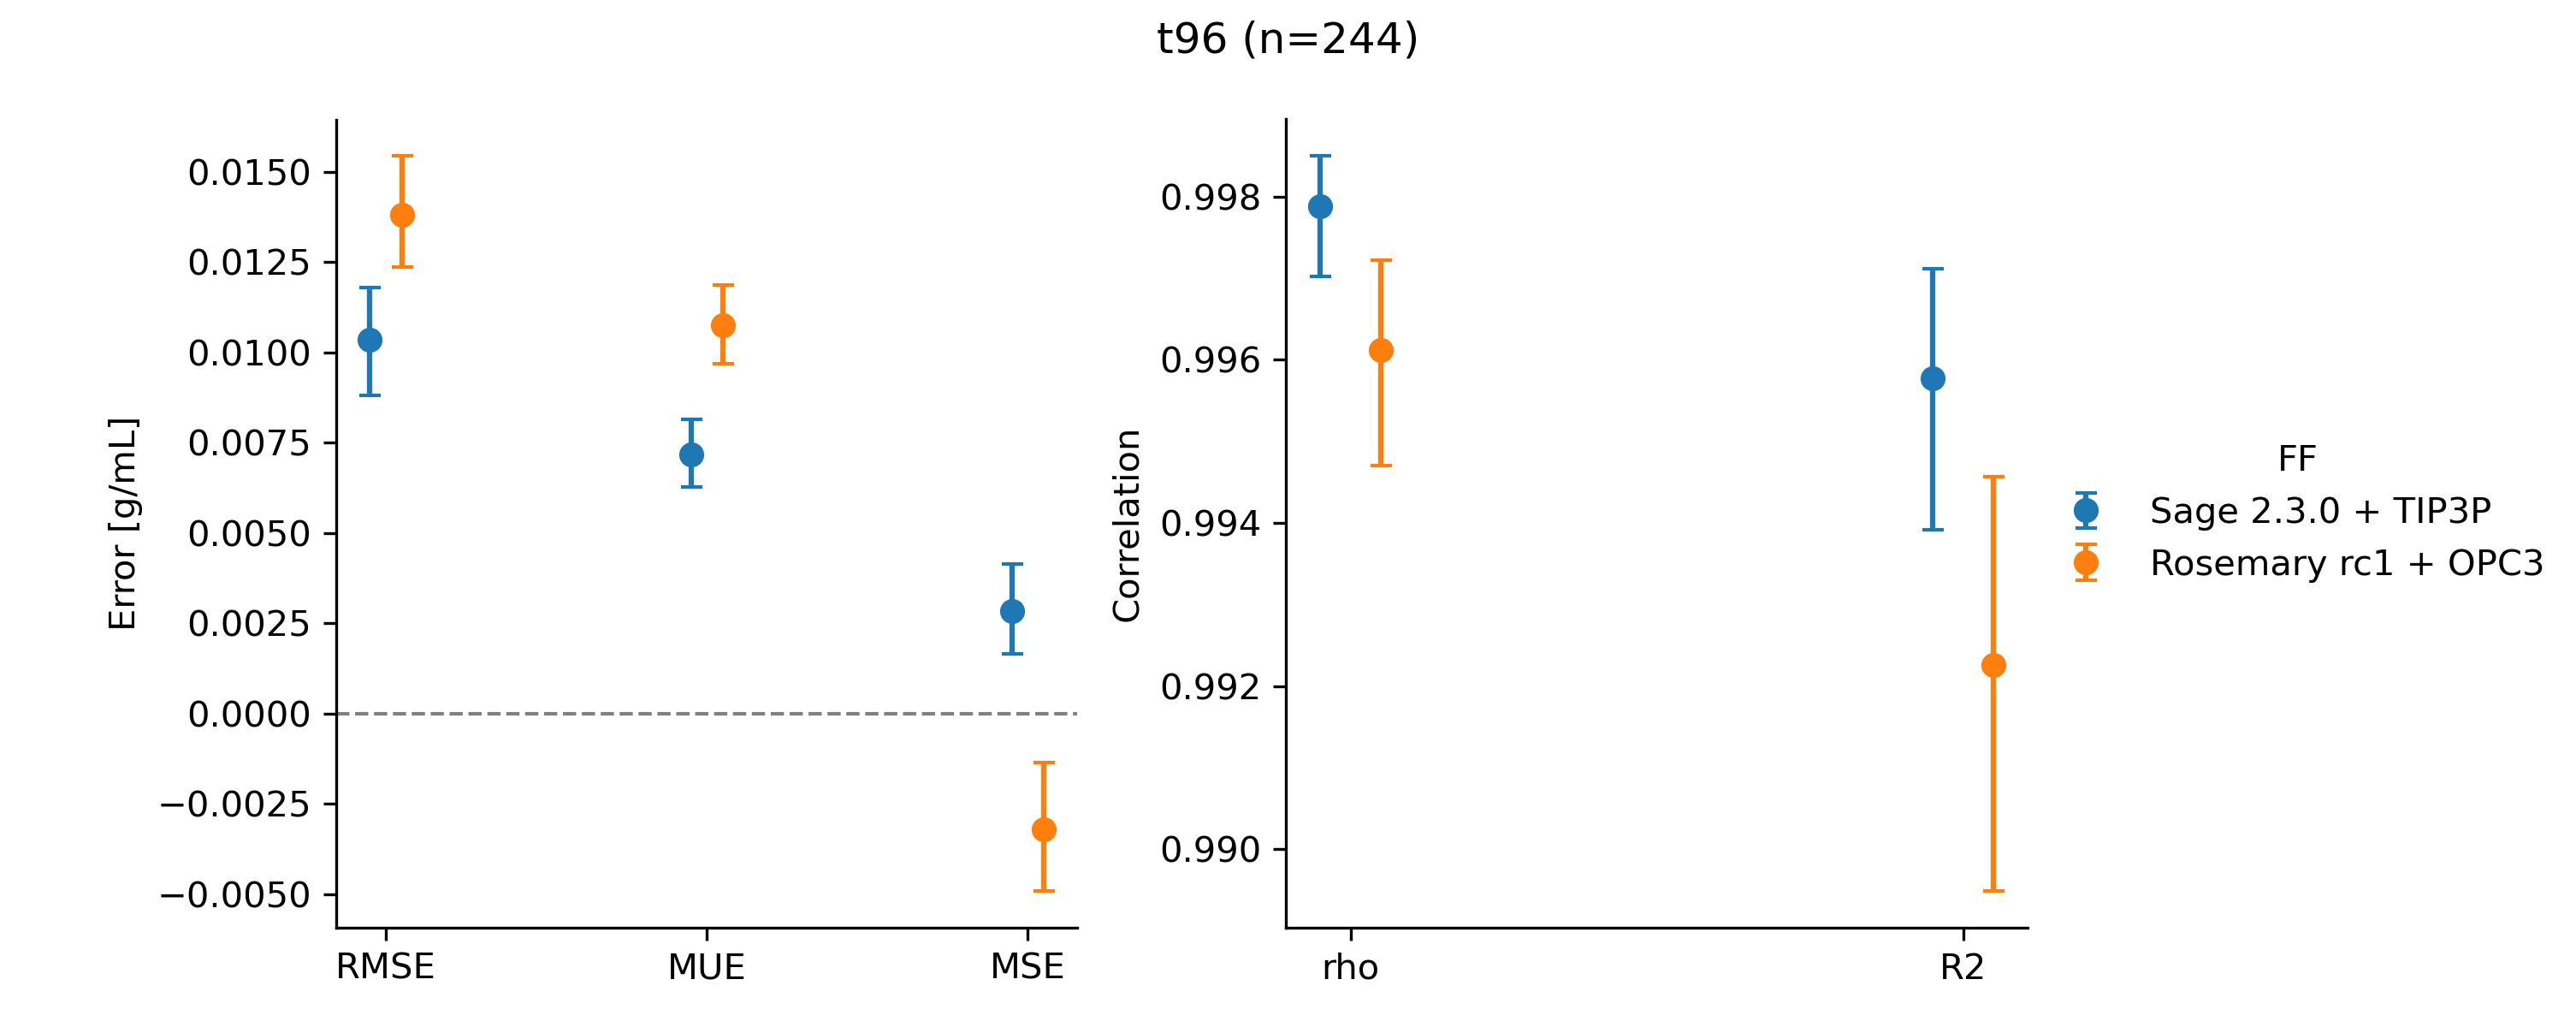 t96 (n=244)
Error [g/mL]
0.0150
0.0125
0.0100
0.0075
0.0050
0.0025
0.0000
−0.0025
−0.0050
RMSE
MUE
MSE
Correlation
0.998
0.996
0.994
0.992
0.990
rho
R2
FF
Sage 2.3.0 + TIP3P
Rosemary rc1 + OPC3